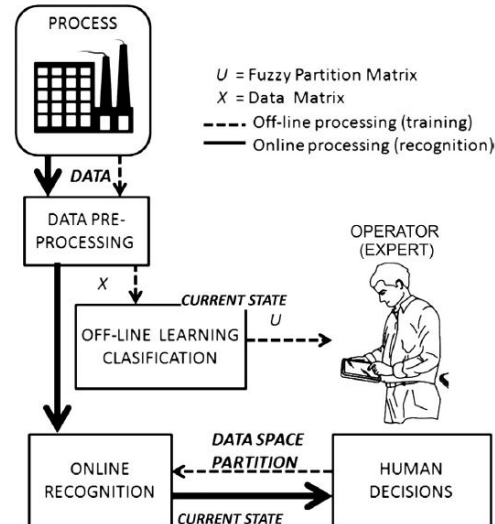 PROCESS
U = Fuzzy Partition Matrix
X = Data Matrix
Off-line processing (training)
Online processing (recognition)
DATA
DATA PRE-
PROCESSING
OPERATOR
(EXPERT)
X
CURRENT STATE
U
OFF-LINE LEARNING
CLASIFICATION
DATA SPACE
PARTITION
ONLINE
RECOGNITION
HUMAN
DECISIONS
CURRENT STATE